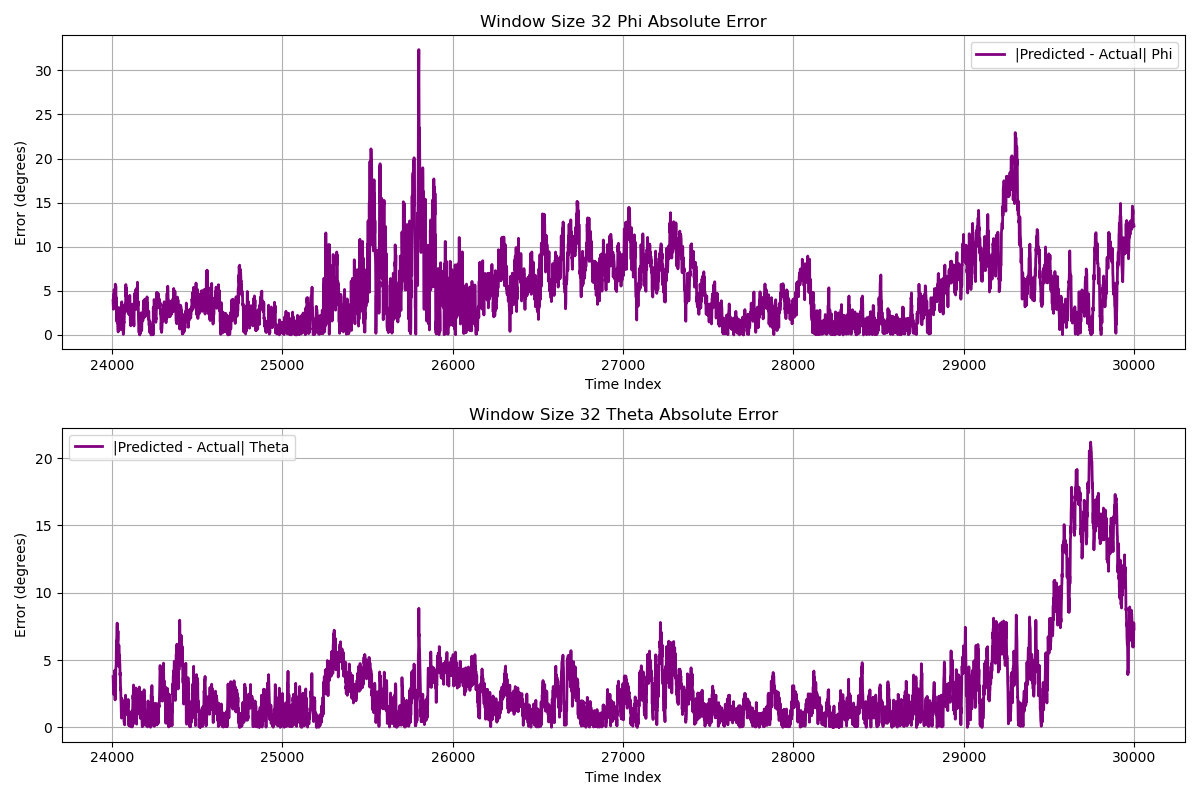 Window Size 32 Phi Absolute Error
|Predicted - Actual| Phi
Error (degrees)
30
25
20
15
10
5
0
24000 25000 26000 27000 28000 29000 30000
Time Index
Window Size 32 Theta Absolute Error
|Predicted - Actual| Theta
Error (degrees)
20
15
10
5
0
24000 25000 26000 27000 28000 29000 30000
Time Index